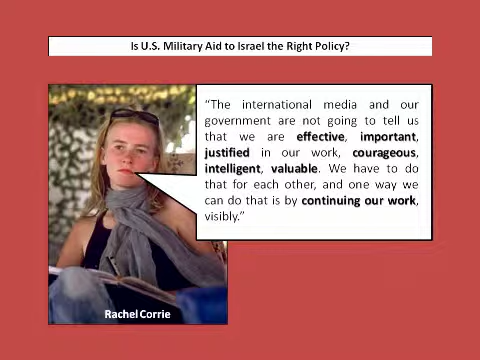 Is U.S. Military Aid to Israel the Right Policy?
“The international media and our
government are not going to tell us
that we are effective, important,
justified in our work, courageous,
intelligent, valuable. We have to do
that for each other, and one way we
can do that is by continuing our work,
visibly.”
Rachel Corrie